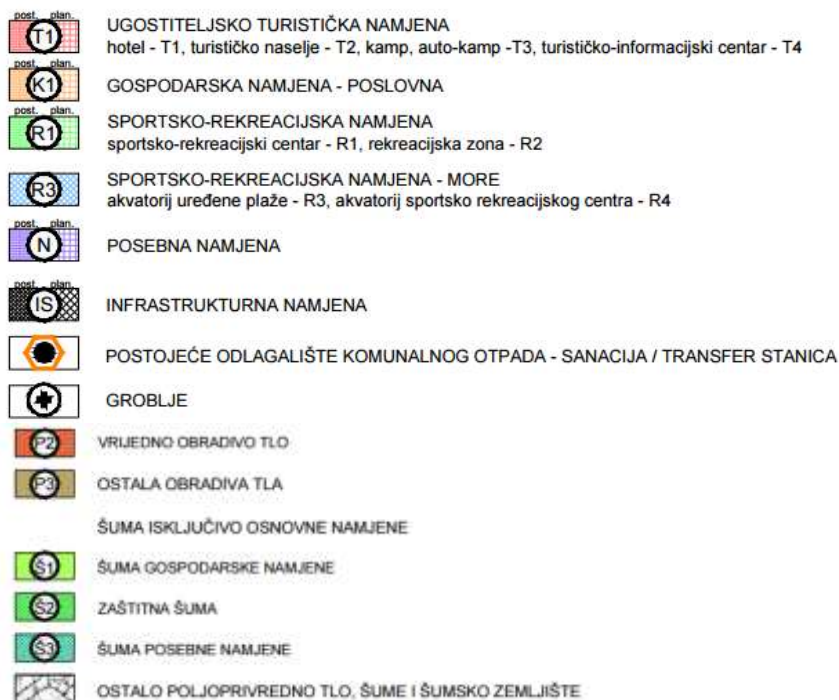 post. plan.
T1 UGOSTITELJSKO TURISTIČKA NAMJENA
hotel - T1, turističko naselje - T2, kamp, auto-kamp -T3, turističko-informacijski centar - T4
post. plan.
K1 GOSPODARSKA NAMJENA - POSLOVNA
post. plan.
R1 SPORTSKO-REKREACIJSKA NAMJENA
sportsko-rekreacijski centar - R1, rekreacijska zona - R2
R3 SPORTSKO-REKREACIJSKA NAMJENA - MORE
akvatorij uređene plaže - R3, akvatorij sportsko rekreacijskog centra - R4
post. plan.
N POSEBNA NAMJENA
post. plan.
IS INFRASTRUKTURNA NAMJENA
POSTOJEĆE ODLAGALIŠTE KOMUNALNOG OTPADA - SANACIJA / TRANSFER STANICA
GROBLJE
P2 VRIJEDNO OBRADIVO TLO
P3 OSTALA OBRADIVA TLA
ŠUMA ISKLJUČIVO OSNOVNE NAMJENE
Š1 ŠUMA GOSPODARSKE NAMJENE
Š2 ZAŠTITNA ŠUMA
Š3 ŠUMA POSEBNE NAMJENE
OSTALO POLJOPRIVREDNO TLO, ŠUME I ŠUMSKO ZEMLJIŠTE